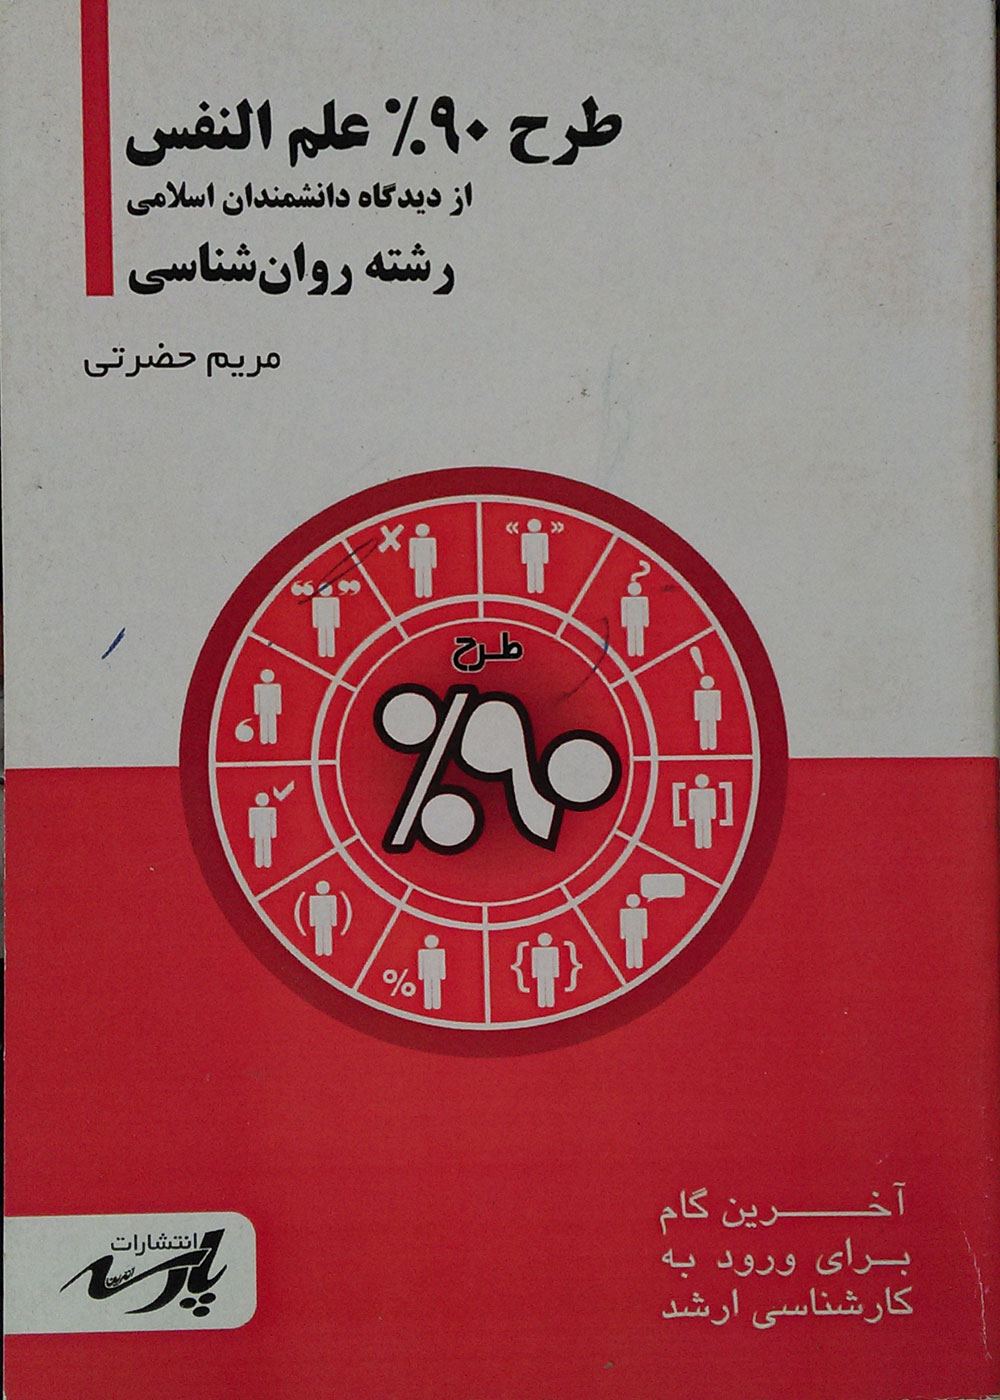 طرح ۹۰٪ علم النفس
از دیدگاه دانشمندان اسلامی
رشته روان‌شناسی
مریم حضرتی
طرح
۹۰٪
آخرین گام
برای ورود به
کارشناسی ارشد
انتشارات
پارسه